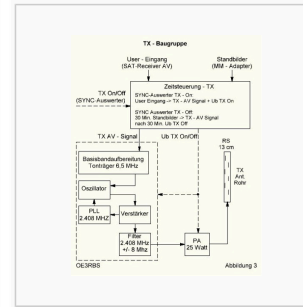 TX - Baugruppe
User - Eingang
(SAT-Receiver AV)
Standbilder
(MM - Adapter)
TX On/Off
(SYNC-Auswerter)
Zeitsteuerung - TX
SYNC-Auswerter TX - On:
User Eingang -> TX - AV Signal + Ub TX On
SYNC Auswerter TX - Off:
30 Min. Standbilder -> TX - AV Signal
nach 30 Min. Ub TX Off
TX AV - Signal
Ub TX On/Off
RS
13 cm
Basisbandaufbereitung
Tonträger 6,5 MHz
TX
Ant.
Rohr
Oszillator
PLL
2.408 MHZ
Verstärker
Filter
2.408 MHz
+/- 8 Mhz
PA
25 Watt
OE3RBS
Abbildung 3